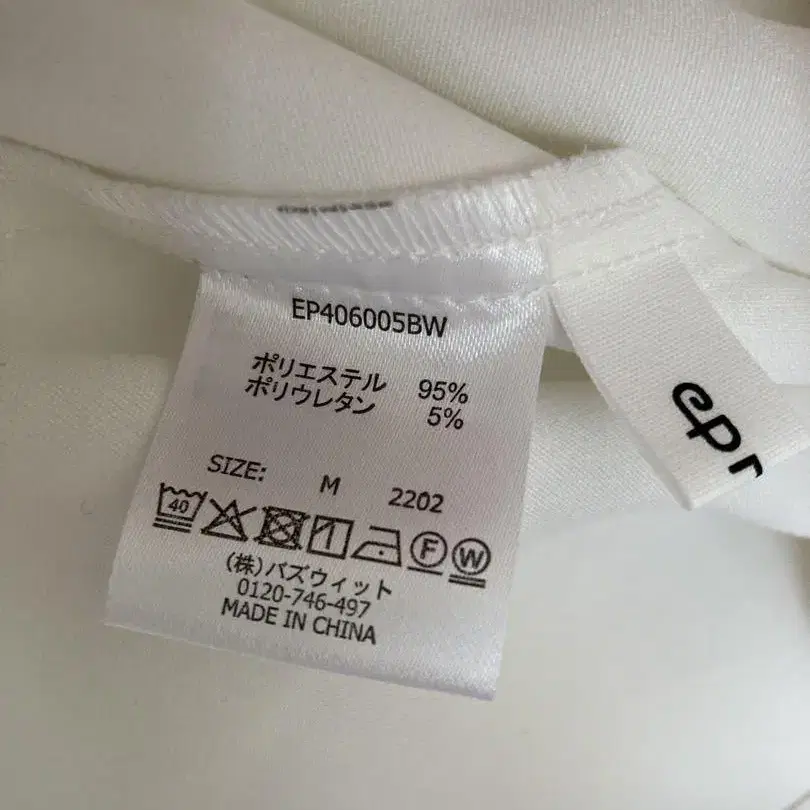 EP406005BW
ポリエステル 95%
ポリウレタン 5%
SIZE: M 2202
40
F W
(株)バズウィット
0120-746-497
MADE IN CHINA